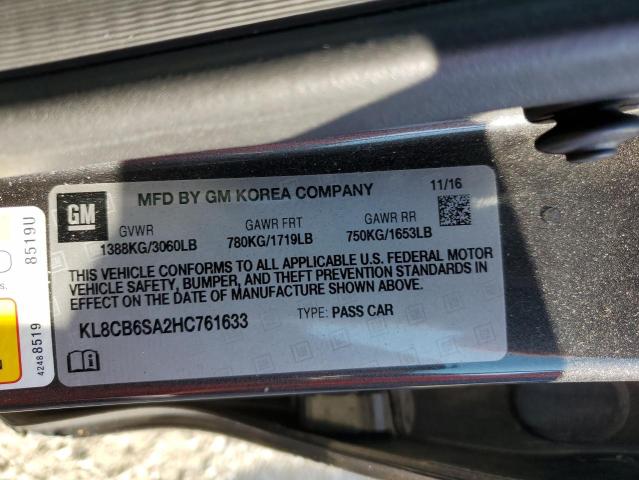 GM
MFD BY GM KOREA COMPANY
11/16
GVWR
GAWR FRT
GAWR RR
1388KG/3060LB
780KG/1719LB
750KG/1653LB
THIS VEHICLE CONFORMS TO ALL APPLICABLE U.S. FEDERAL MOTOR
VEHICLE SAFETY, BUMPER, AND THEFT PREVENTION STANDARDS IN
EFFECT ON THE DATE OF MANUFACTURE SHOWN ABOVE.
KL8CB6SA2HC761633
TYPE: PASS CAR
8519U
42488519